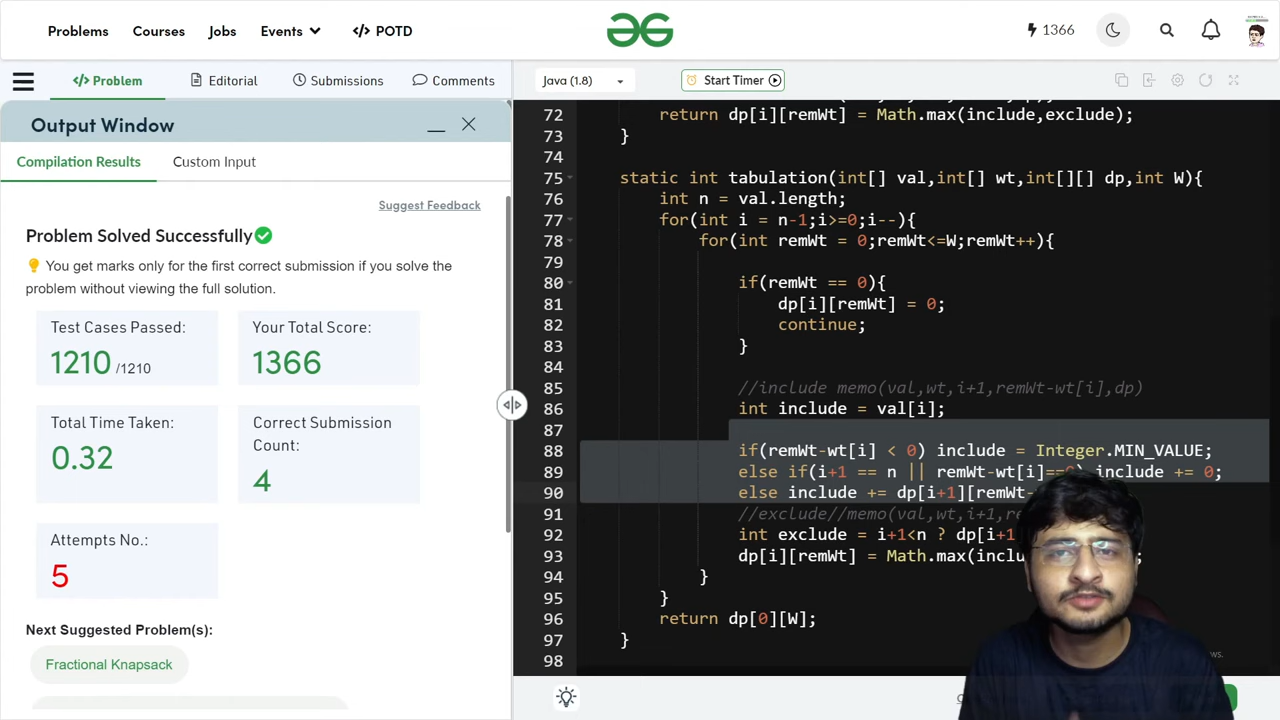 Problems Courses Jobs Events </> POTD 1366
</> Problem Editorial Submissions Comments
Java (1.8) Start Timer
Output Window
Compilation Results Custom Input
Suggest Feedback
Problem Solved Successfully
You get marks only for the first correct submission if you solve the
problem without viewing the full solution.
Test Cases Passed:
1210 /1210
Your Total Score:
1366
Total Time Taken:
0.32
Correct Submission
Count:
4
Attempts No.:
5
Next Suggested Problem(s):
Fractional Knapsack
72 return dp[i][remWt] = Math.max(include,exclude);
73 }
74
75 static int tabulation(int[] val,int[] wt,int[][] dp,int W){
76 int n = val.length;
77 for(int i = n-1;i>=0;i--){
78 for(int remWt = 0;remWt<=W;remWt++){
79
80 if(remWt == 0){
81 dp[i][remWt] = 0;
82 continue;
83 }
84
85 //include memo(val,wt,i+1,remWt-wt[i],dp)
86 int include = val[i];
87
88 if(remWt-wt[i] < 0) include = Integer.MIN_VALUE;
89 else if(i+1 == n || remWt-wt[i]==0) include += 0;
90 else include += dp[i+1][remWt-
91 //exclude//memo(val,wt,i+1,
92 int exclude = i+1<n ? dp[i+1
93 dp[i][remWt] = Math.max(
94 }
95 }
96 return dp[0][W];
97 }
98